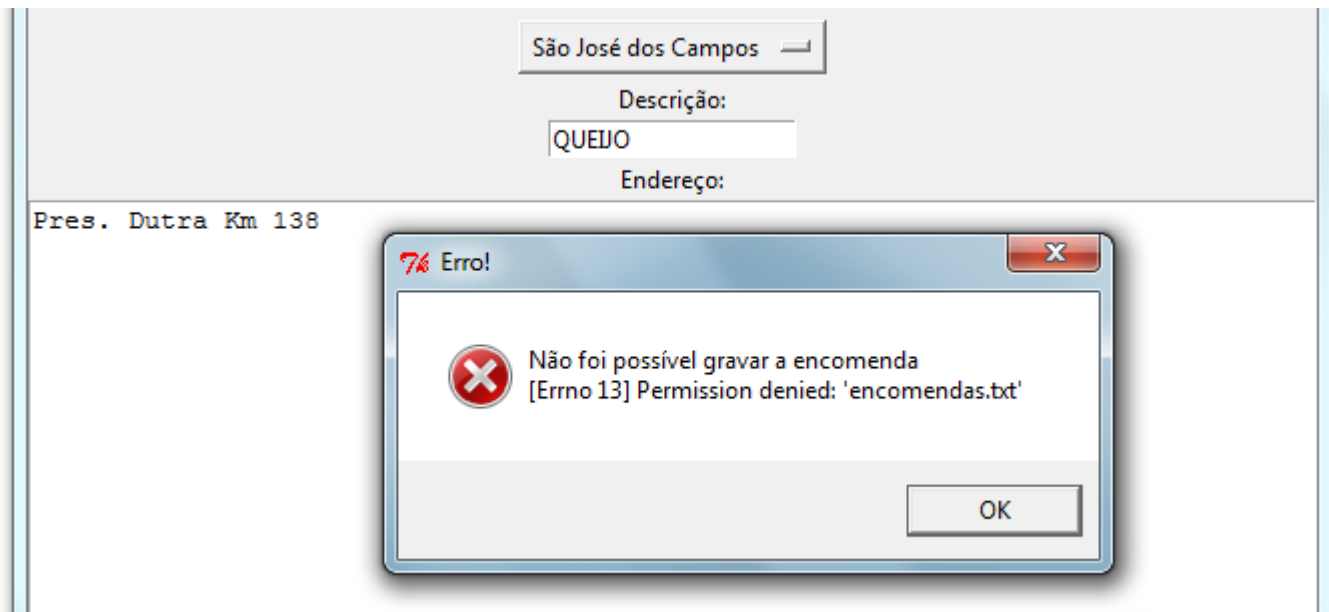 São José dos Campos
Descrição:
QUEIJO
Endereço:
Pres. Dutra Km 138
Erro!
Não foi possível gravar a encomenda
[Errno 13] Permission denied: 'encomendas.txt'
OK